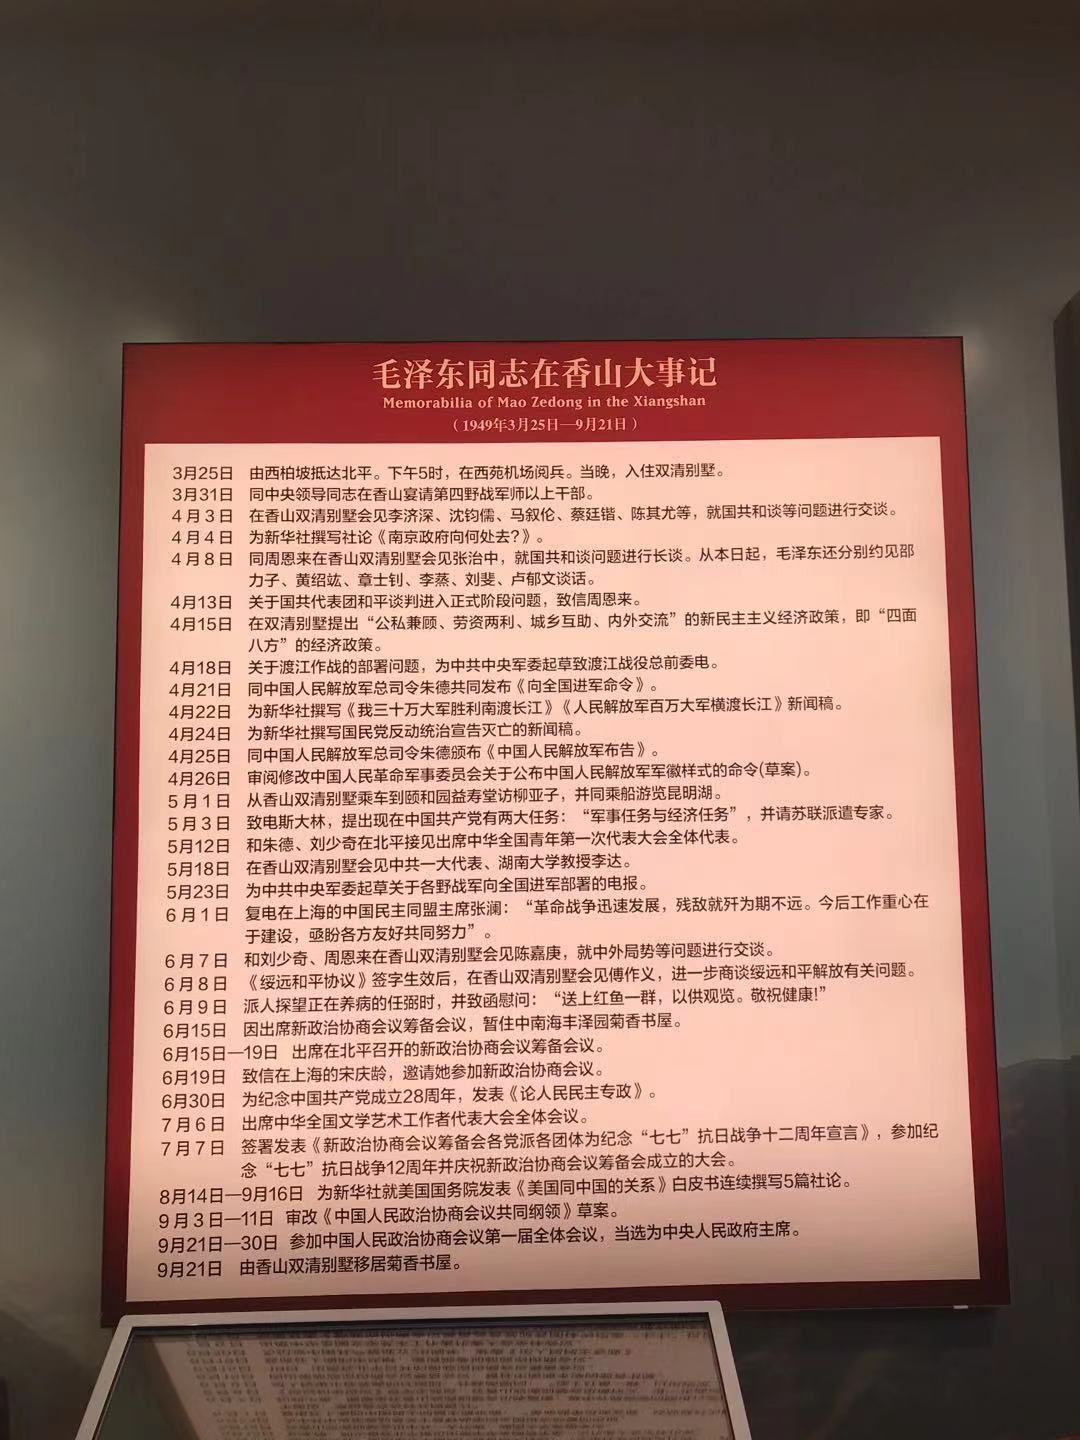 毛泽东同志在香山大事记
Memorabilia of Mao Zedong in the Xiangshan
（1949年3月25日—9月21日）
3月25日 由西柏坡抵达北平。下午5时，在西苑机场阅兵。当晚，入住双清别墅。
3月31日 同中央领导同志在香山宴请第四野战军师以上干部。
4月3日 在香山双清别墅会见李济深、沈钧儒、马叙伦、蔡廷锴、陈其尤等，就国共和谈等问题进行交谈。
4月4日 为新华社撰写社论《南京政府向何处去?》。
4月8日 同周恩来在香山双清别墅会见张治中，就国共和谈问题进行长谈。从本日起，毛泽东还分别约见邵
力子、黄绍竑、章士钊、李蒸、刘斐、卢郁文谈话。
4月13日 关于国共代表团和平谈判进入正式阶段问题，致信周恩来。
4月15日 在双清别墅提出“公私兼顾、劳资两利、城乡互助、内外交流”的新民主主义经济政策，即“四面
八方”的经济政策。
4月18日 关于渡江作战的部署问题，为中共中央军委起草致渡江战役总前委电。
4月21日 同中国人民解放军总司令朱德共同发布《向全国进军命令》。
4月22日 为新华社撰写《我三十万大军胜利南渡长江》《人民解放军百万大军横渡长江》新闻稿。
4月24日 为新华社撰写国民党反动统治宣告灭亡的新闻稿。
4月25日 同中国人民解放军总司令朱德颁布《中国人民解放军布告》。
4月26日 审阅修改中国人民革命军事委员会关于公布中国人民解放军军徽样式的命令(草案)。
5月1日 从香山双清别墅乘车到颐和园益寿堂访柳亚子，并同乘船游览昆明湖。
5月3日 致电斯大林，提出现在中国共产党有两大任务：“军事任务与经济任务”，并请苏联派遣专家。
5月12日 和朱德、刘少奇在北平接见出席中华全国青年第一次代表大会全体代表。
5月18日 在香山双清别墅会见中共一大代表、湖南大学教授李达。
5月23日 为中共中央军委起草关于各野战军向全国进军部署的电报。
6月1日 复电在上海的中国民主同盟主席张澜：“革命战争迅速发展，残敌就歼为期不远。今后工作重心在
于建设，亟盼各方友好共同努力”。
6月7日 和刘少奇、周恩来在香山双清别墅会见陈嘉庚，就中外局势等问题进行交谈。
6月8日 《绥远和平协议》签字生效后，在香山双清别墅会见傅作义，进一步商谈绥远和平解放有关问题。
6月9日 派人探望正在养病的任弼时，并致函慰问：“送上红鱼一群，以供观览。敬祝健康!”
6月15日 因出席新政治协商会议筹备会议，暂住中南海丰泽园菊香书屋。
6月15日—19日 出席在北平召开的新政治协商会议筹备会议。
6月19日 致信在上海的宋庆龄，邀请她参加新政治协商会议。
6月30日 为纪念中国共产党成立28周年，发表《论人民民主专政》。
7月6日 出席中华全国文学艺术工作者代表大会全体会议。
7月7日 签署发表《新政治协商会议筹备会各党派各团体为纪念“七七”抗日战争十二周年宣言》，参加纪
念“七七”抗日战争12周年并庆祝新政治协商会议筹备会成立的大会。
8月14日—9月16日 为新华社就美国国务院发表《美国同中国的关系》白皮书连续撰写5篇社论。
9月3日—11日 审改《中国人民政治协商会议共同纲领》草案。
9月21日—30日 参加中国人民政治协商会议第一届全体会议，当选为中央人民政府主席。
9月21日 由香山双清别墅移居菊香书屋。